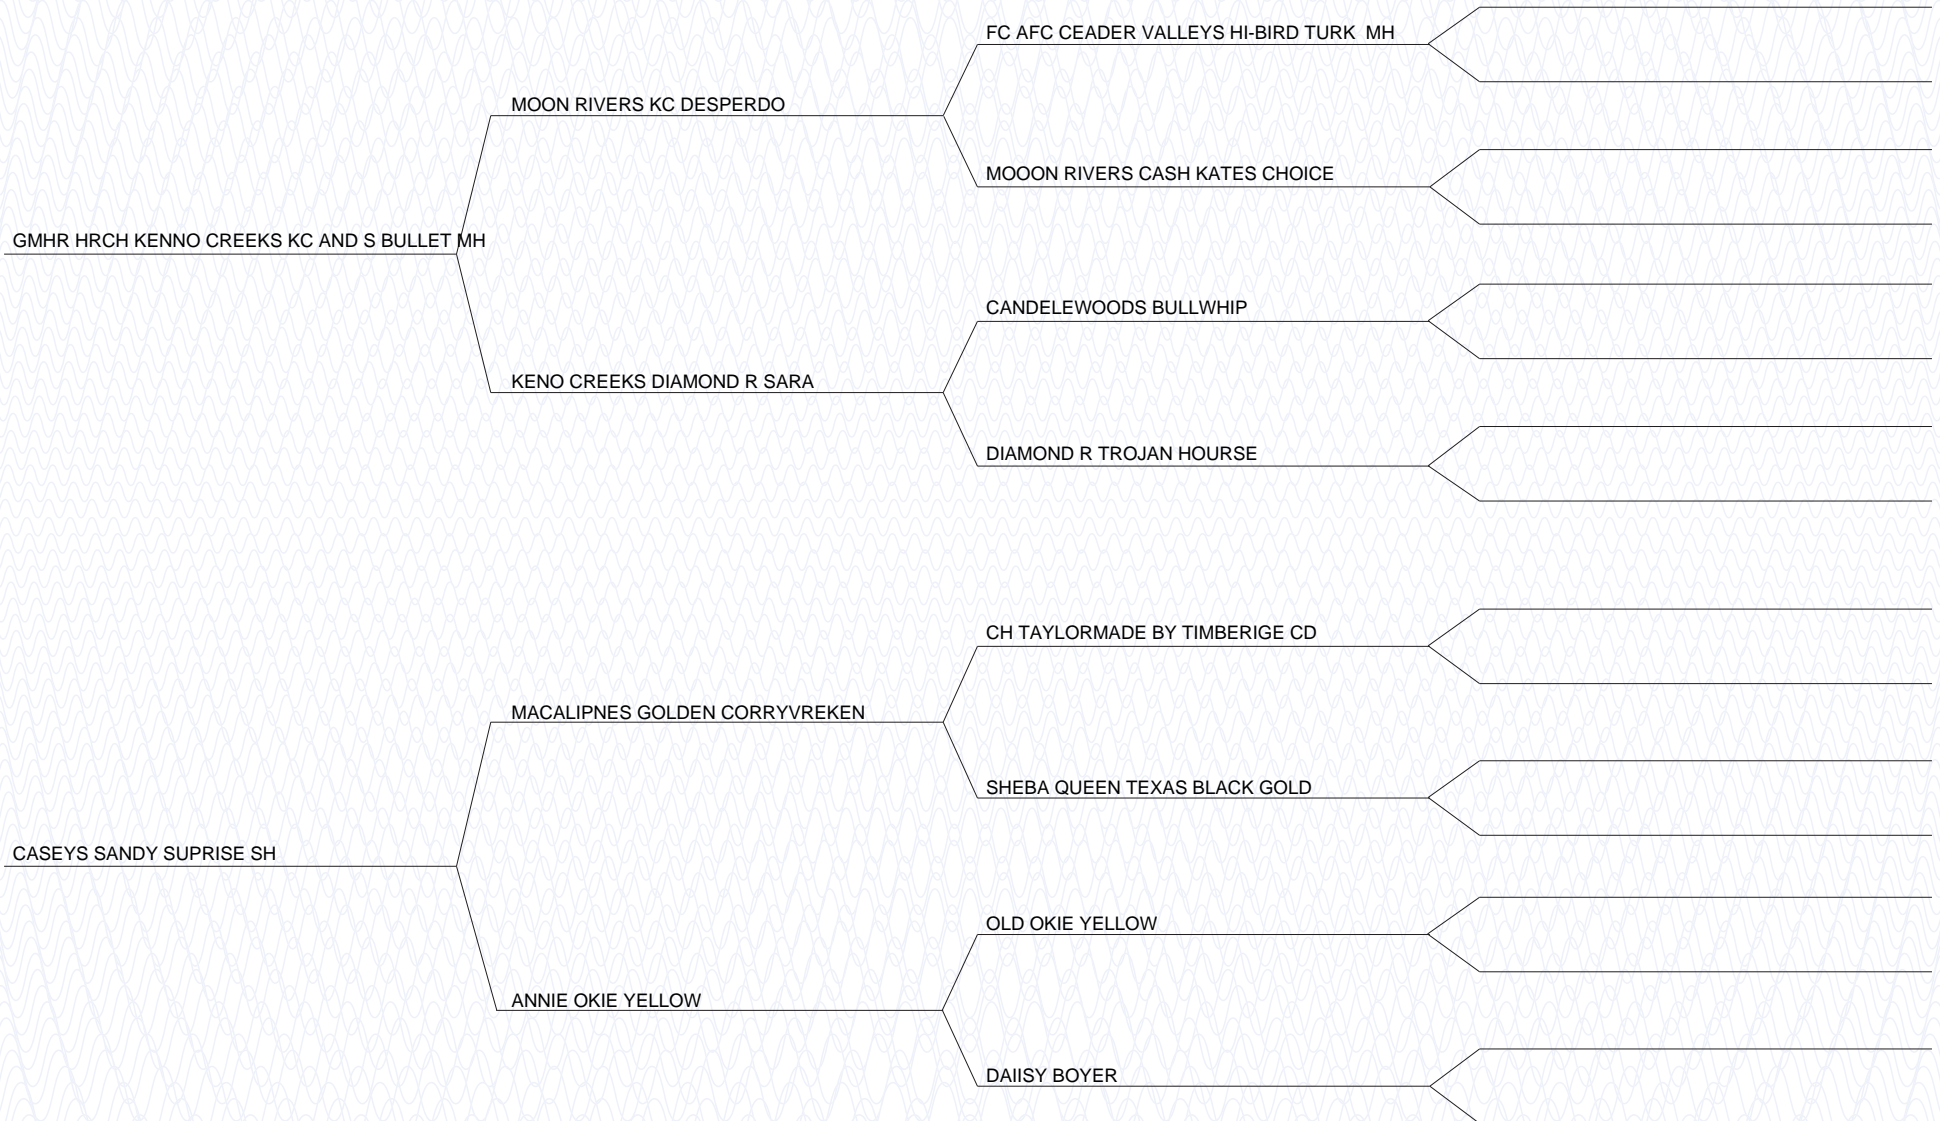 FC AFC CEADER VALLEYS HI-BIRD TURK  MH
MOON RIVERS KC DESPERDO
MOOON RIVERS CASH KATES CHOICE
GMHR HRCH KENNO CREEKS KC AND S BULLET MH
CANDELEWOODS BULLWHIP
KENO CREEKS DIAMOND R SARA
DIAMOND R TROJAN HOURSE
CH TAYLORMADE BY TIMBERIGE CD
MACALIPNES GOLDEN CORRYVREKEN
SHEBA QUEEN TEXAS BLACK GOLD
CASEYS SANDY SUPRISE SH
OLD OKIE YELLOW
ANNIE OKIE YELLOW
DAIISY BOYER